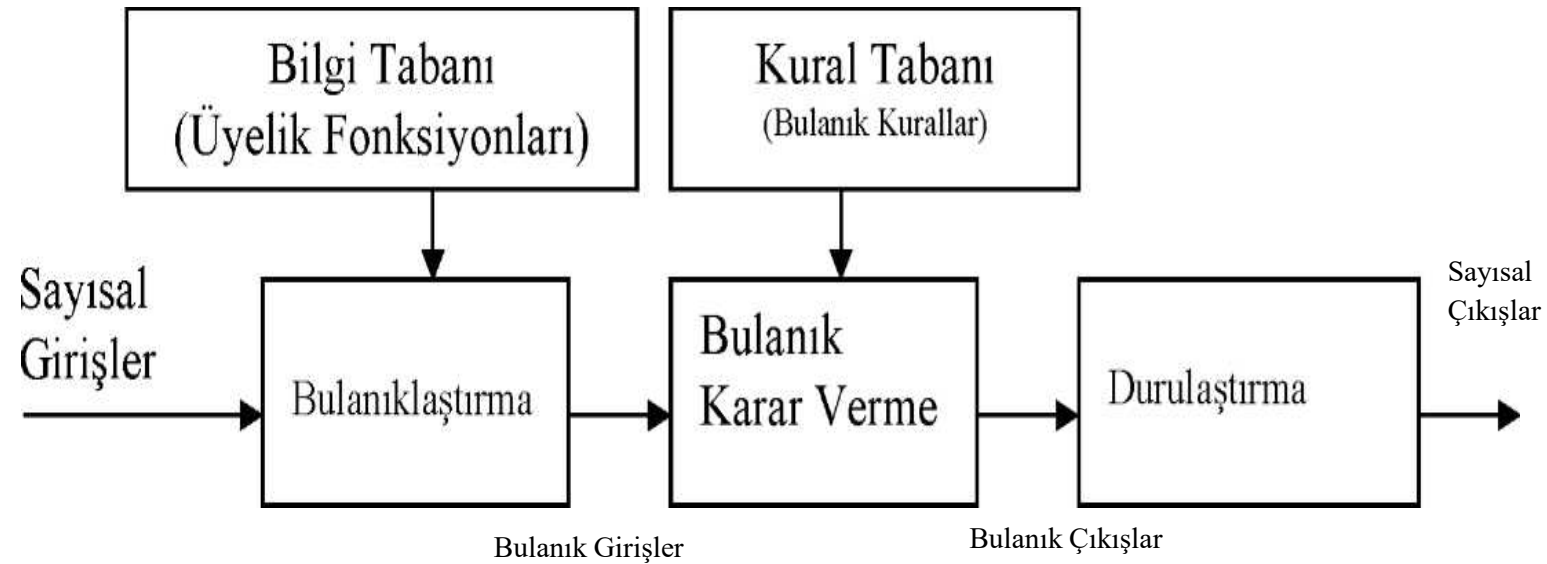 Bilgi Tabanı
(Üyelik Fonksiyonları)
Kural Tabanı
(Bulanık Kurallar)
Sayısal
Girişler
Bulanıklaştırma
Bulanık
Karar Verme
Durulaştırma
Sayısal
Çıkışlar
Bulanık Girişler
Bulanık Çıkışlar